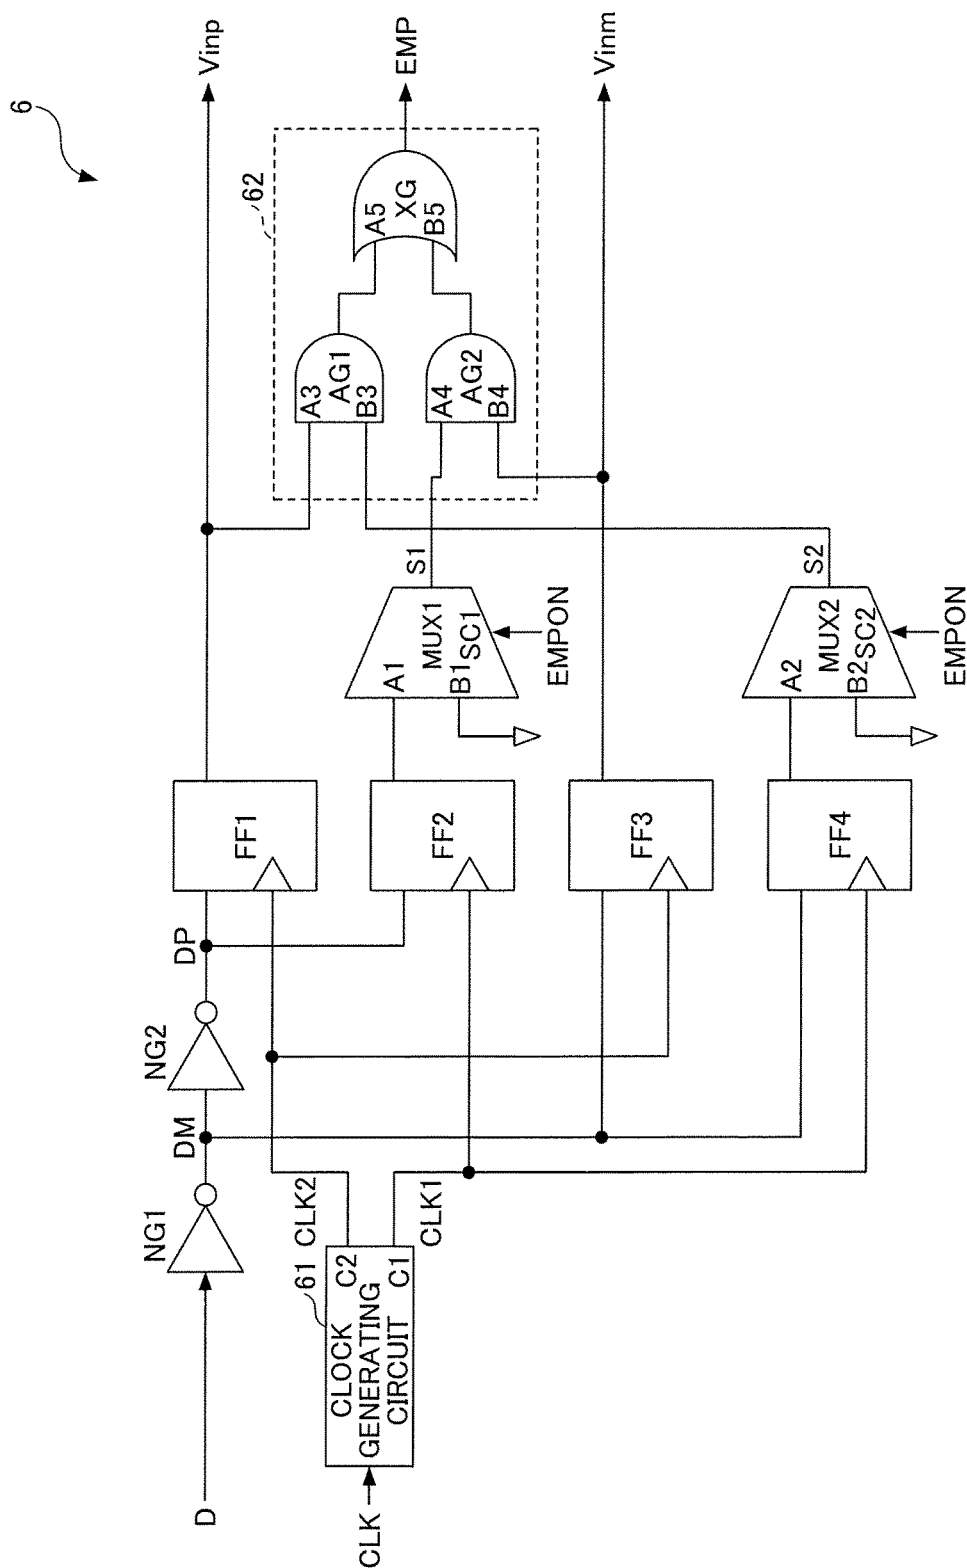 6
D
NG1
DM
NG2
DP
Vinp
CLK
CLOCK
GENERATING
CIRCUIT
C2
C1
61
CLK2
CLK1
FF1
FF2
FF3
FF4
A1
MUX1
B1
SC1
EMPON
S1
A2
MUX2
B2
SC2
EMPON
S2
62
A3
AG1
B3
A4
AG2
B4
A5
XG
B5
EMP
Vinm